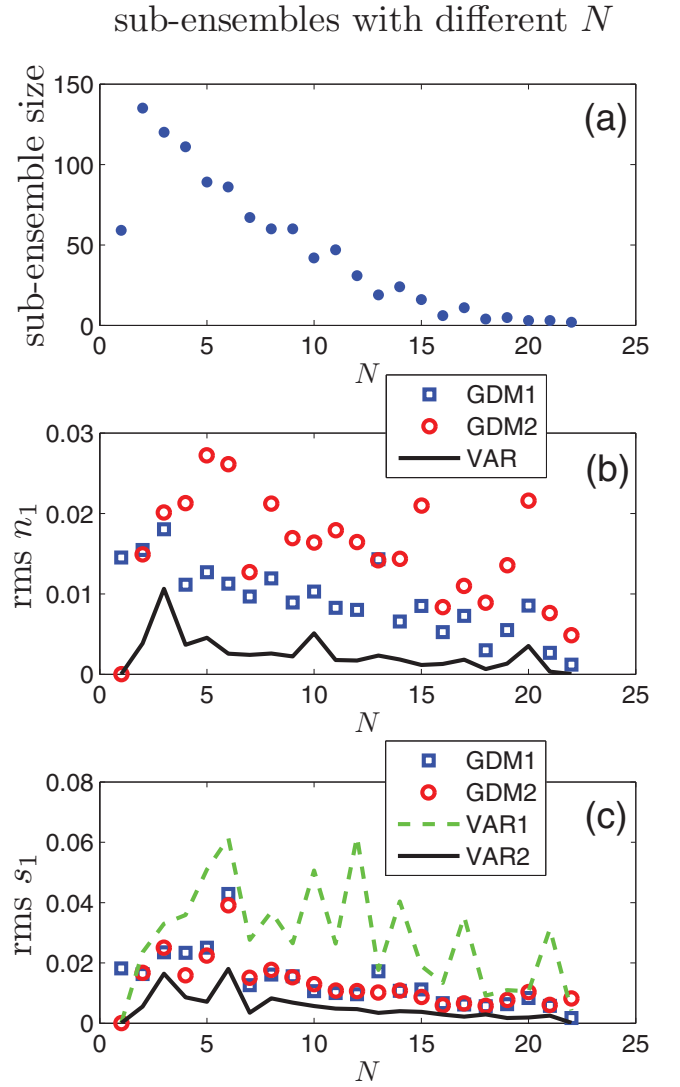 sub-ensembles with different N
sub-ensemble size
150
100
50
0
(a)
0 5 10 15 20 25
N
GDM1
GDM2
VAR
rms n₁
0.03
0.02
0.01
0
(b)
0 5 10 15 20 25
N
GDM1
GDM2
VAR1
VAR2
rms s₁
0.08
0.06
0.04
0.02
0
(c)
0 5 10 15 20 25
N